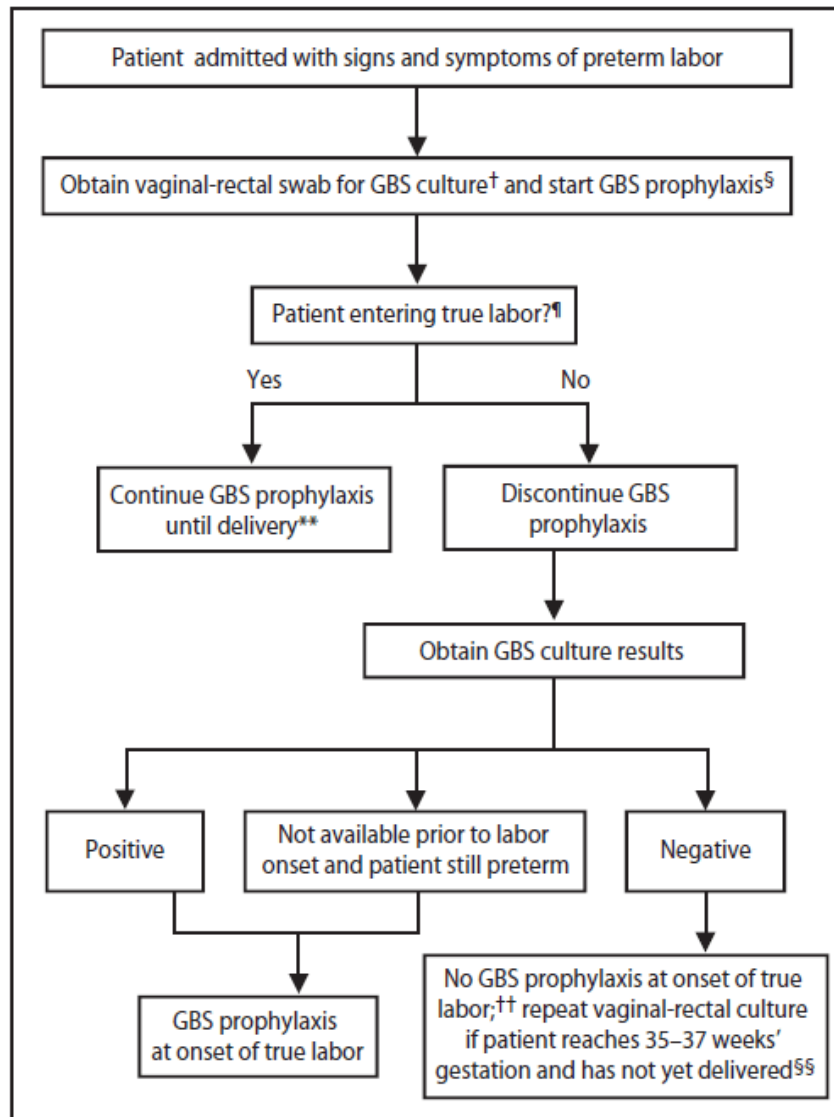 Patient admitted with signs and symptoms of preterm labor
Obtain vaginal-rectal swab for GBS culture† and start GBS prophylaxis§
Patient entering true labor?¶
Yes
No
Continue GBS prophylaxis
until delivery**
Discontinue GBS
prophylaxis
Obtain GBS culture results
Positive
Not available prior to labor
onset and patient still preterm
Negative
GBS prophylaxis
at onset of true labor
No GBS prophylaxis at onset of true
labor;†† repeat vaginal-rectal culture
if patient reaches 35–37 weeks’
gestation and has not yet delivered§§